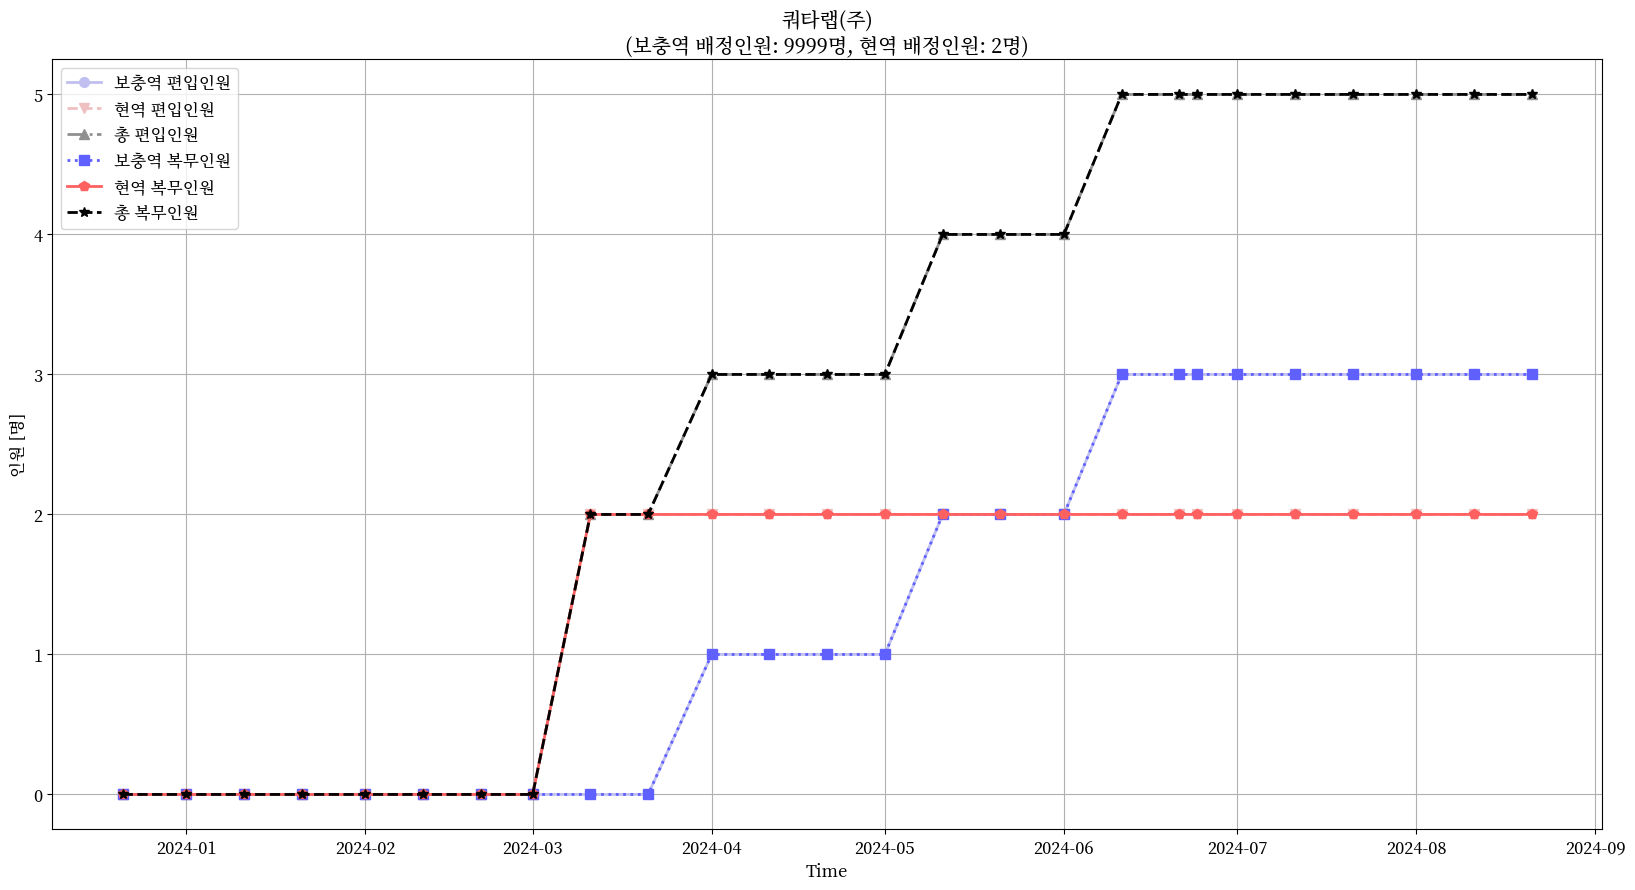 쿼타랩(주)
(보충역 배정인원: 9999명, 현역 배정인원: 2명)
보충역 편입인원
현역 편입인원
총 편입인원
보충역 복무인원
현역 복무인원
총 복무인원
5
4
3
2
1
0
인원 [명]
2024-01 2024-02 2024-03 2024-04 2024-05 2024-06 2024-07 2024-08 2024-09
Time